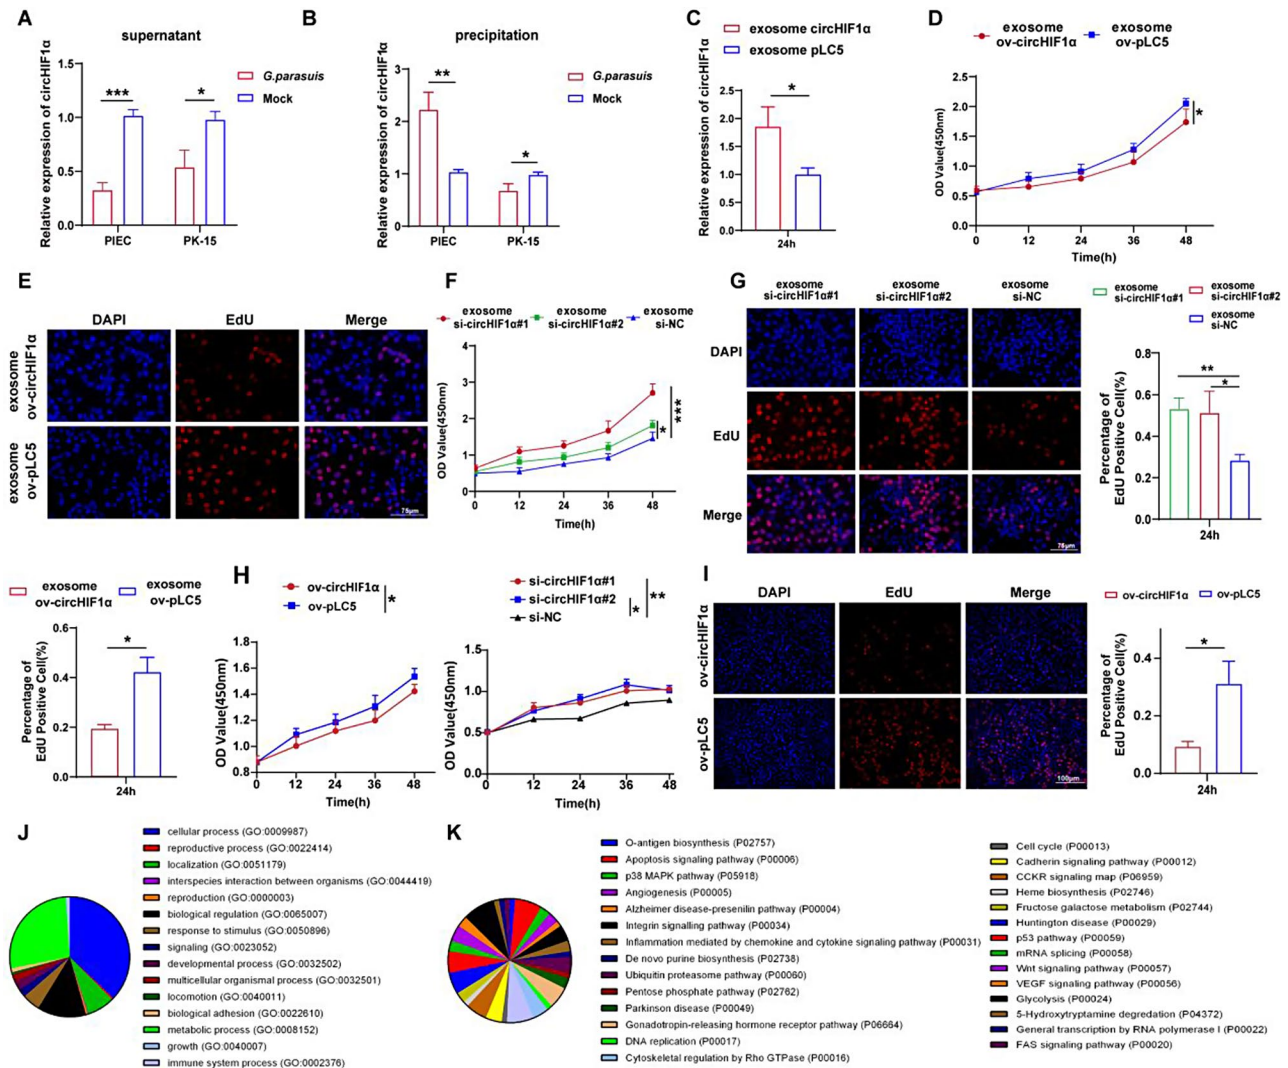 A
supernatant
Relative expression of circHIF1α
1.5
1.0
0.5
0.0
***
*
PIEC
PK-15
G.parasuis
Mock
B
precipitation
Relative expression of circHIF1α
3
2
1
0
**
*
PIEC
PK-15
G.parasuis
Mock
C
exosome circHIF1α
exosome pLC5
Relative expression of circHIF1α
2.5
2.0
1.5
1.0
0.5
0.0
*
24h
D
exosome
ov-circHIF1α
exosome
ov-pLC5
OD Value(450nm)
2.5
2.0
1.5
1.0
0.5
0.0
*
0
12
24
36
48
Time(h)
E
DAPI
EdU
Merge
exosome
ov-circHIF1α
exosome
ov-pLC5
75μm
F
exosome
si-circHIF1α#1
exosome
si-circHIF1α#2
exosome
si-NC
OD Value(450nm)
4
3
2
1
0
*
***
0
12
24
36
48
Time(h)
G
exosome
si-circHIF1α#1
exosome
si-circHIF1α#2
exosome
si-NC
DAPI
EdU
Merge
75μm
exosome
si-circHIF1α#1
exosome
si-circHIF1α#2
exosome
si-NC
Percentage of
EdU Positive Cell(%)
0.8
0.6
0.4
0.2
0.0
**
*
24h
exosome
ov-circHIF1α
exosome
ov-pLC5
Percentage of
EdU Positive Cell(%)
0.6
0.4
0.2
0.0
*
24h
H
ov-circHIF1α
ov-pLC5
*
OD Value(450nm)
1.8
1.6
1.4
1.2
1.0
0.8
0
12
24
36
48
Time(h)
si-circHIF1α#1
si-circHIF1α#2
si-NC
*
**
OD Value(450nm)
1.5
1.0
0.5
0.0
0
12
24
36
48
Time(h)
I
DAPI
EdU
Merge
ov-circHIF1α
ov-pLC5
100μm
ov-circHIF1α
ov-pLC5
Percentage of
EdU Positive Cell(%)
0.4
0.2
0.0
*
24h
J
cellular process (GO:0009987)
reproductive process (GO:0022414)
localization (GO:0051179)
interspecies interaction between organisms (GO:0044419)
reproduction (GO:0000003)
biological regulation (GO:0065007)
response to stimulus (GO:0050896)
signaling (GO:0023052)
developmental process (GO:0032502)
multicellular organismal process (GO:0032501)
locomotion (GO:0040011)
biological adhesion (GO:0022610)
metabolic process (GO:0008152)
growth (GO:0040007)
immune system process (GO:0002376)
K
O-antigen biosynthesis (P02757)
Apoptosis signaling pathway (P00006)
p38 MAPK pathway (P05918)
Angiogenesis (P00005)
Alzheimer disease-presenilin pathway (P00004)
Integrin signalling pathway (P00034)
Inflammation mediated by chemokine and cytokine signaling pathway (P00031)
De novo purine biosynthesis (P02738)
Ubiquitin proteasome pathway (P00060)
Pentose phosphate pathway (P02762)
Parkinson disease (P00049)
Gonadotropin-releasing hormone receptor pathway (P06664)
DNA replication (P00017)
Cytoskeletal regulation by Rho GTPase (P00016)
Cell cycle (P00013)
Cadherin signaling pathway (P00012)
CCKR signaling map (P06959)
Heme biosynthesis (P02746)
Fructose galactose metabolism (P02744)
Huntington disease (P00029)
p53 pathway (P00059)
mRNA splicing (P00058)
Wnt signaling pathway (P00057)
VEGF signaling pathway (P00056)
Glycolysis (P00024)
5-Hydroxytryptamine degredation (P04372)
General transcription by RNA polymerase I (P00022)
FAS signaling pathway (P00020)